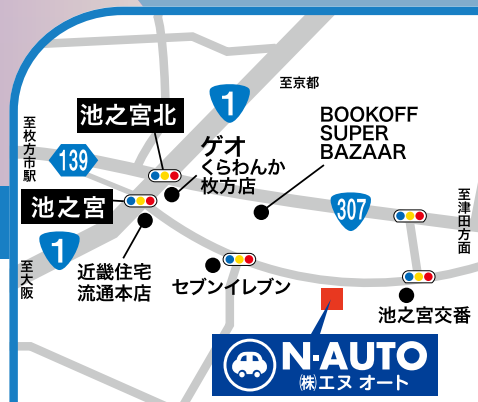 至京都
1
池之宮北
BOOKOFF
SUPER
BAZAAR
至枚方市駅
139
ゲオ
くらわんか
枚方店
池之宮
307
至津田方面
1
至大阪
近畿住宅
流通本店
セブンイレブン
池之宮交番
N-AUTO
㈱エヌ オート